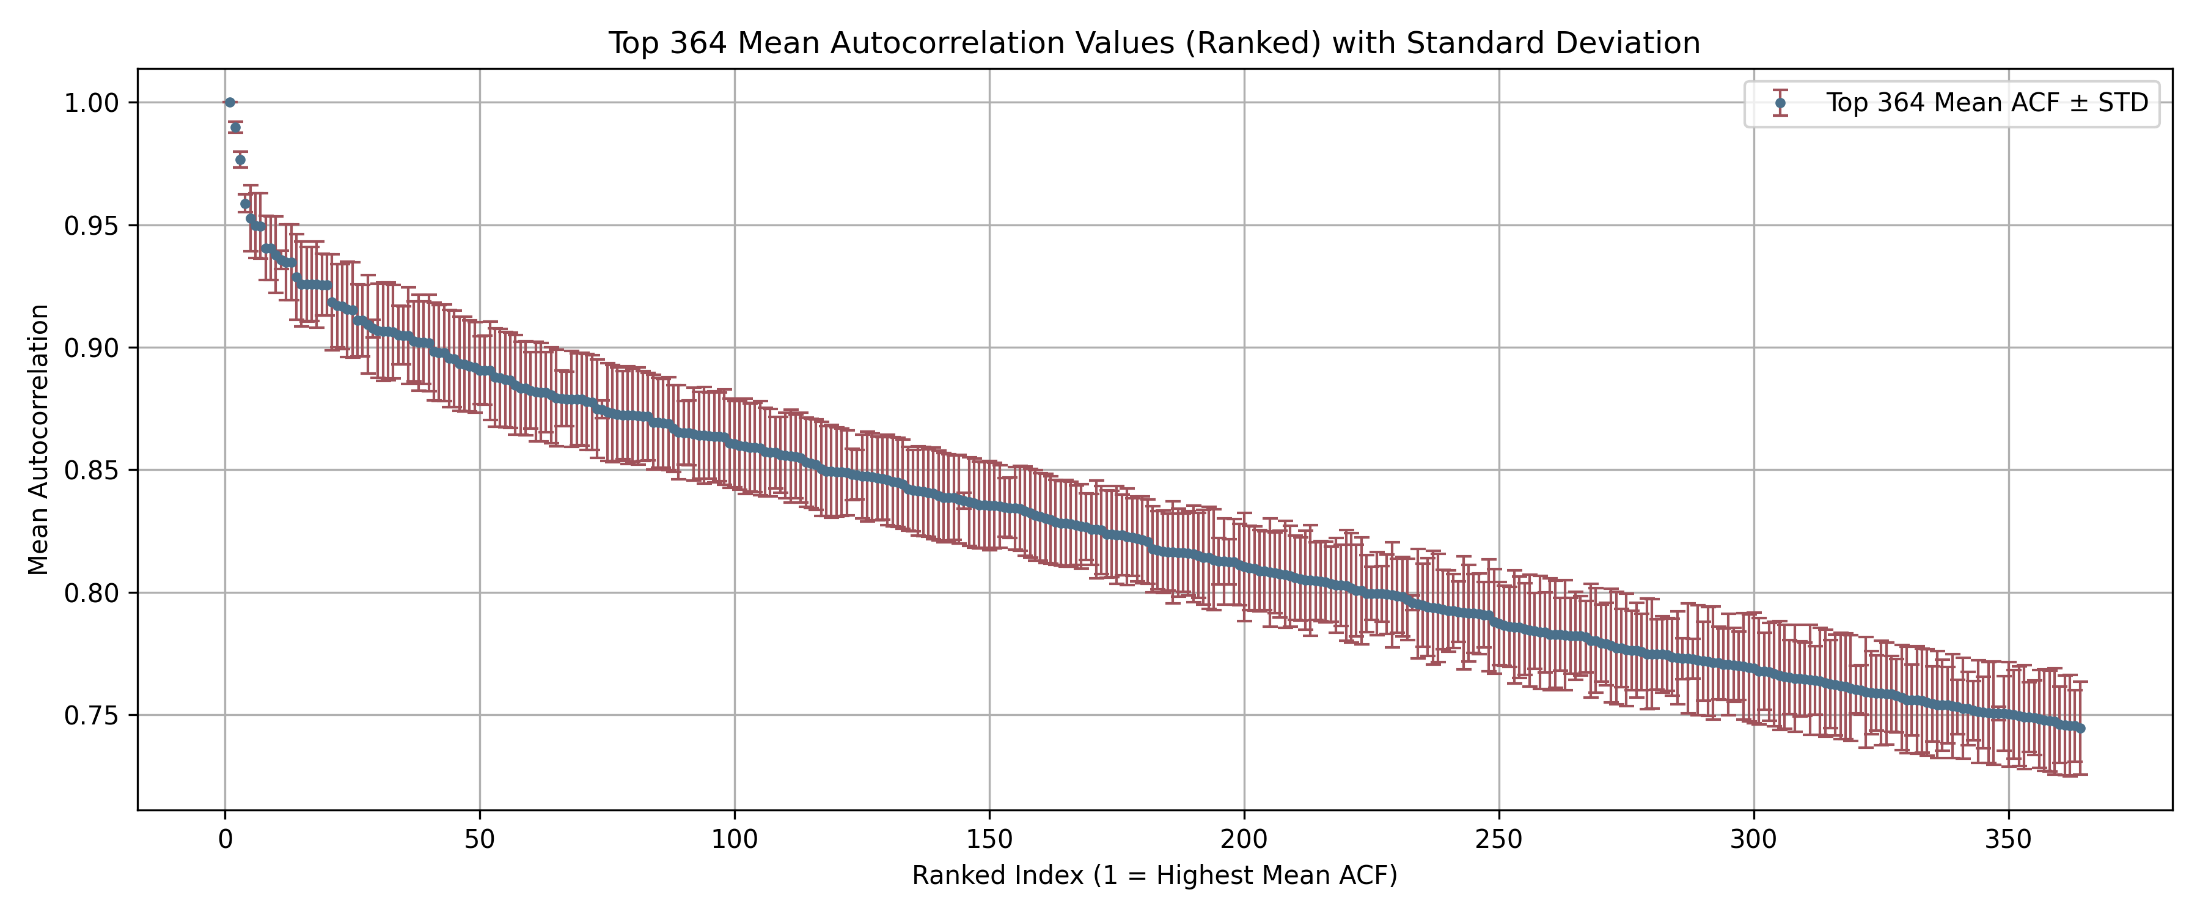 Top 364 Mean Autocorrelation Values (Ranked) with Standard Deviation
Top 364 Mean ACF ± STD
Mean Autocorrelation
1.00
0.95
0.90
0.85
0.80
0.75
0 50 100 150 200 250 300 350
Ranked Index (1 = Highest Mean ACF)